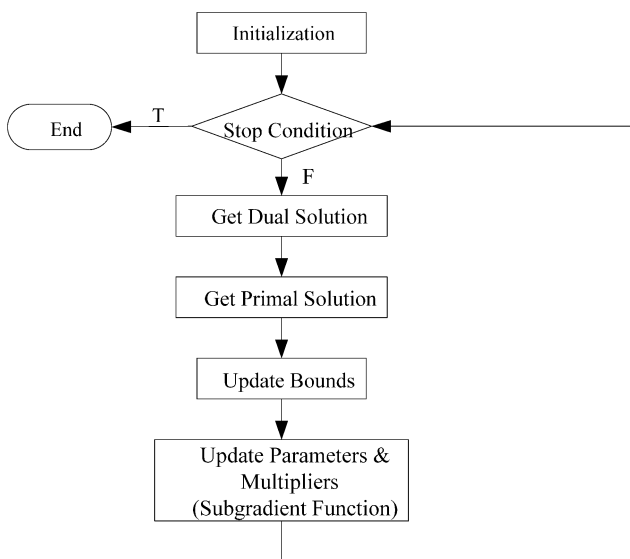 Initialization
T
End
Stop Condition
F
Get Dual Solution
Get Primal Solution
Update Bounds
Update Parameters &
Multipliers
(Subgradient Function)